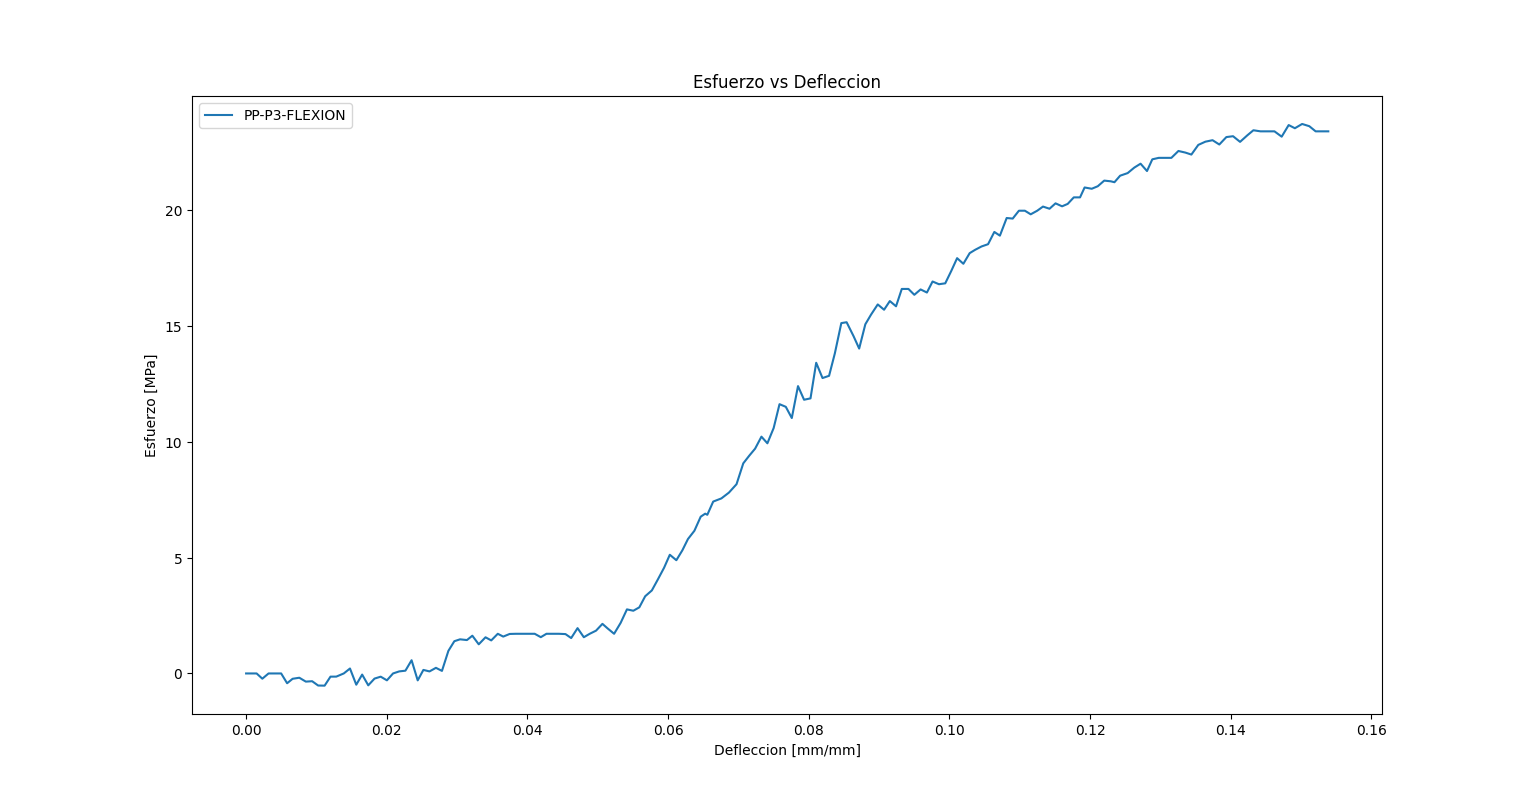 Esfuerzo vs Defleccion
PP-P3-FLEXION
Esfuerzo [MPa]
20
15
10
5
0
0.00 0.02 0.04 0.06 0.08 0.10 0.12 0.14 0.16
Defleccion [mm/mm]